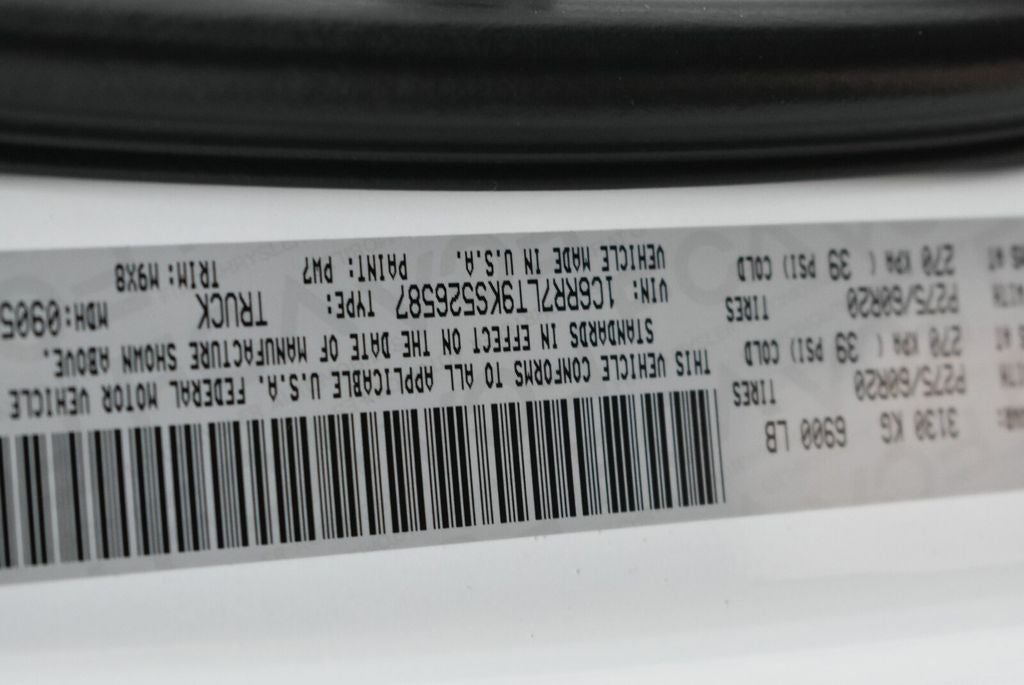 3130 KG 6900 LB
P275/60R20 TIRES
270 KPA ( 39 PSI) COLD
WITH P275/60R20 TIRES
270 KPA ( 39 PSI) COLD
THIS VEHICLE CONFORMS TO ALL APPLICABLE U.S.A. FEDERAL MOTOR VEHICLE
STANDARDS IN EFFECT ON THE DATE OF MANUFACTURE SHOWN ABOVE.
VIN: 1C6RR7LT9KS526587 TYPE: TRUCK MDH:0905
VEHICLE MADE IN U.S.A. PAINT: PW7 TRIM: M9X8